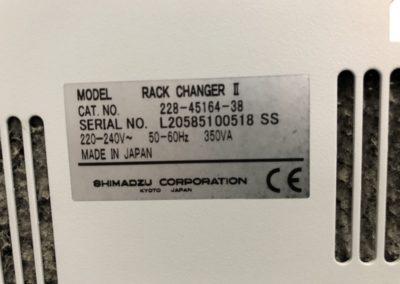 MODEL RACK CHANGER II
CAT. NO. 228-45164-38
SERIAL NO. L20585100518 SS
220-240V~ 50-60Hz 350VA
MADE IN JAPAN
SHIMADZU CORPORATION
KYOTO JAPAN
CE